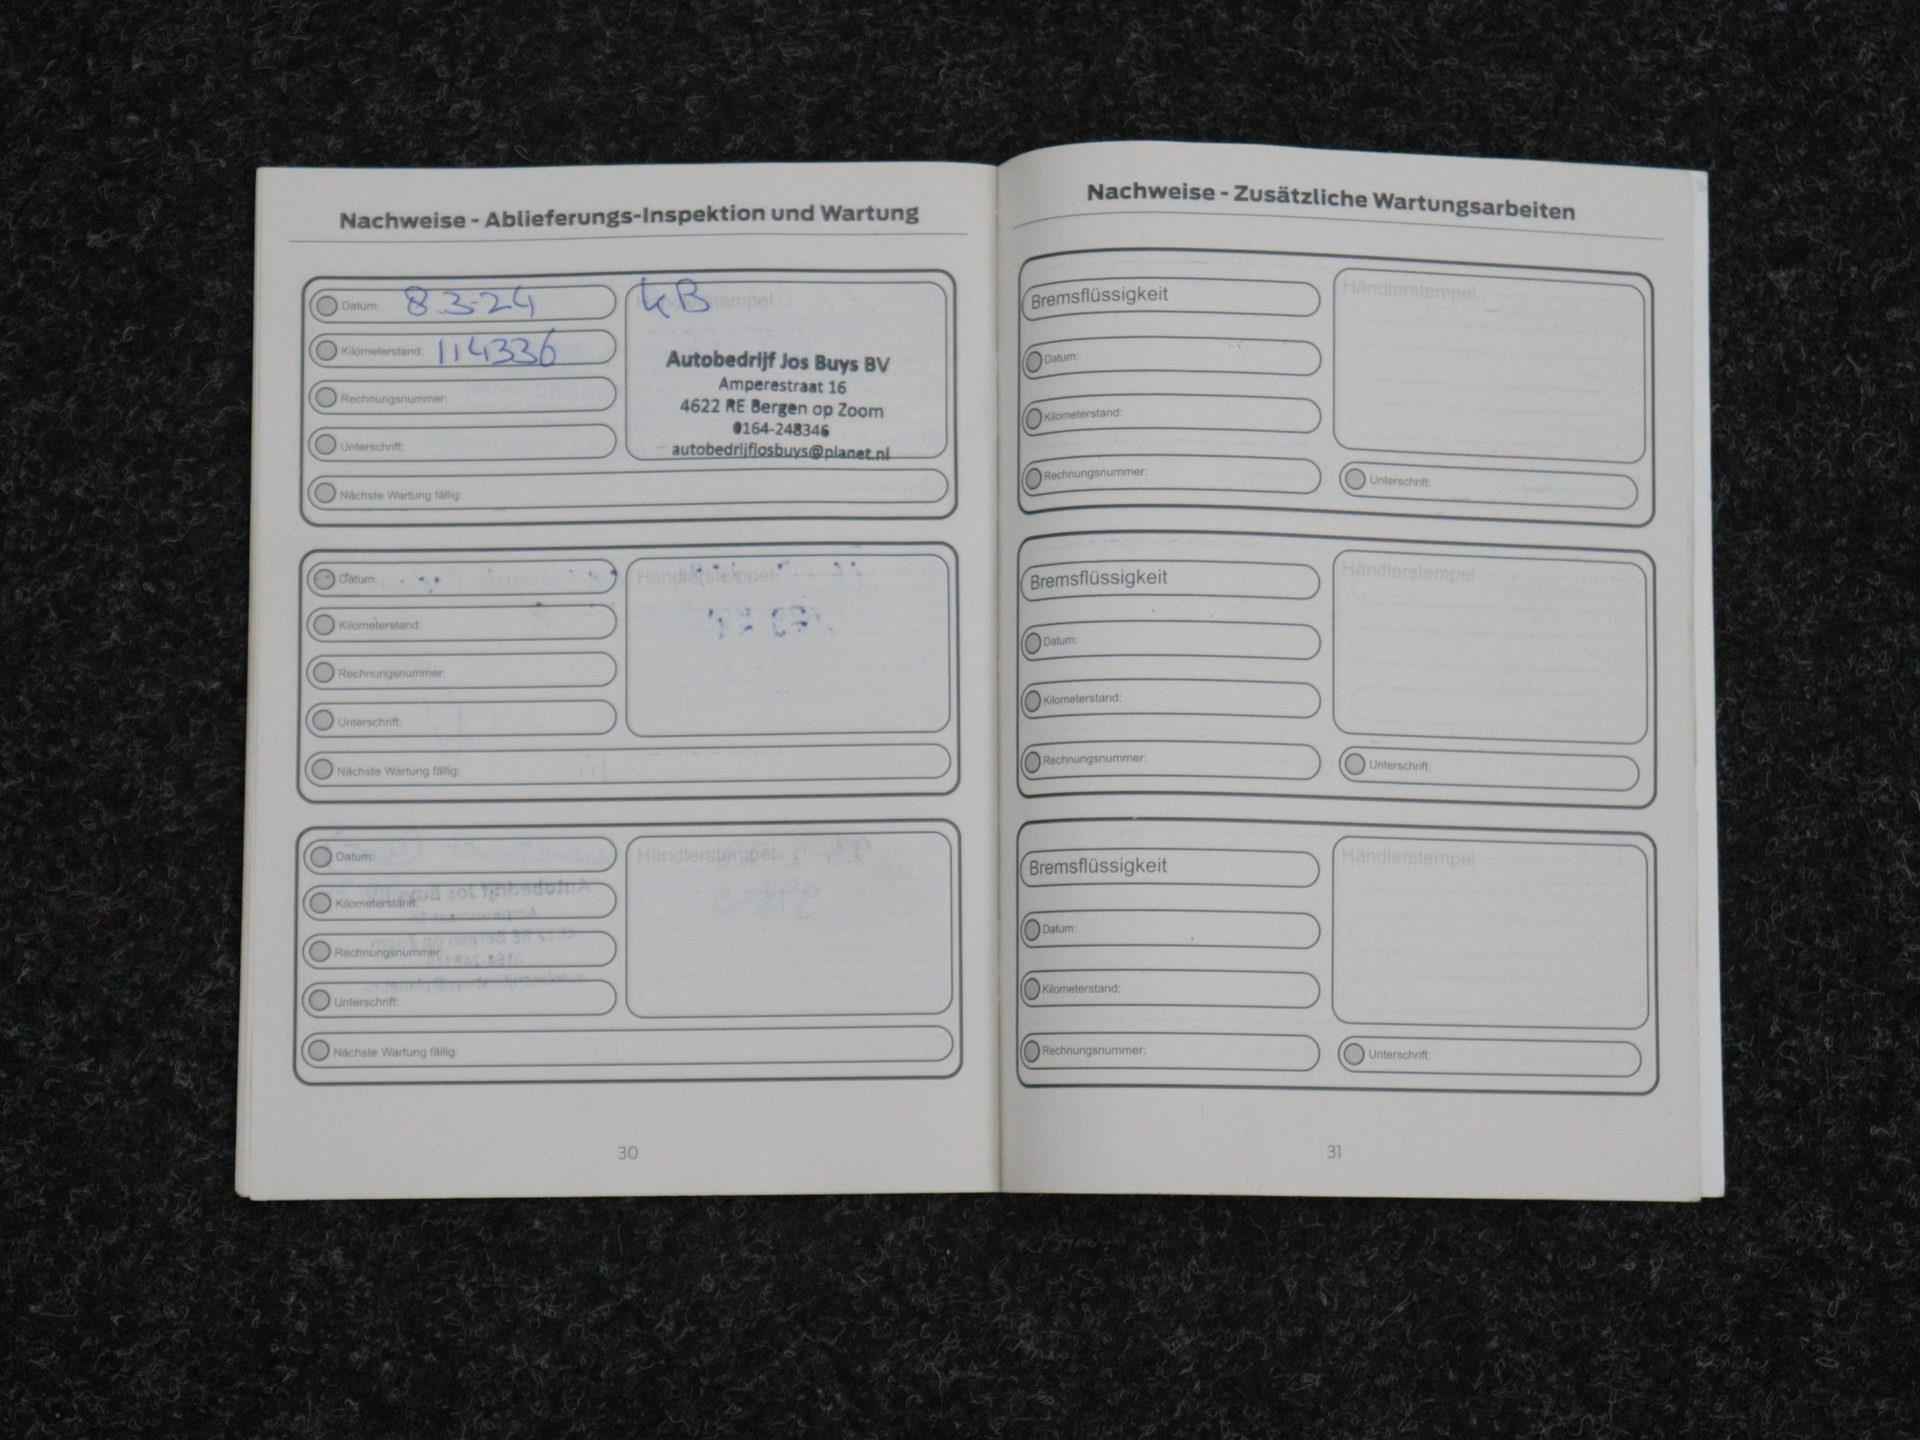 Nachweise - Ablieferungs-Inspektion und Wartung
Datum: 8-3-24
Kilometerstand: 114336
Rechnungsnummer:
Unterschrift:
Nächste Wartung fällig:
Autobedrijf Jos Buys BV
Amperestraat 16
4622 RE Bergen op Zoom
0164-248346
autobedrijfjosbuys@planet.nl
Datum:
Kilometerstand:
Rechnungsnummer:
Unterschrift:
Nächste Wartung fällig:
Händlerstempel
Datum:
Kilometerstand:
Rechnungsnummer:
Unterschrift:
Nächste Wartung fällig:
Händlerstempel
30
Nachweise - Zusätzliche Wartungsarbeiten
Bremsflüssigkeit
Datum:
Kilometerstand:
Rechnungsnummer:
Händlerstempel
Unterschrift:
Bremsflüssigkeit
Datum:
Kilometerstand:
Rechnungsnummer:
Händlerstempel
Unterschrift:
Bremsflüssigkeit
Datum:
Kilometerstand:
Rechnungsnummer:
Händlerstempel
Unterschrift:
31